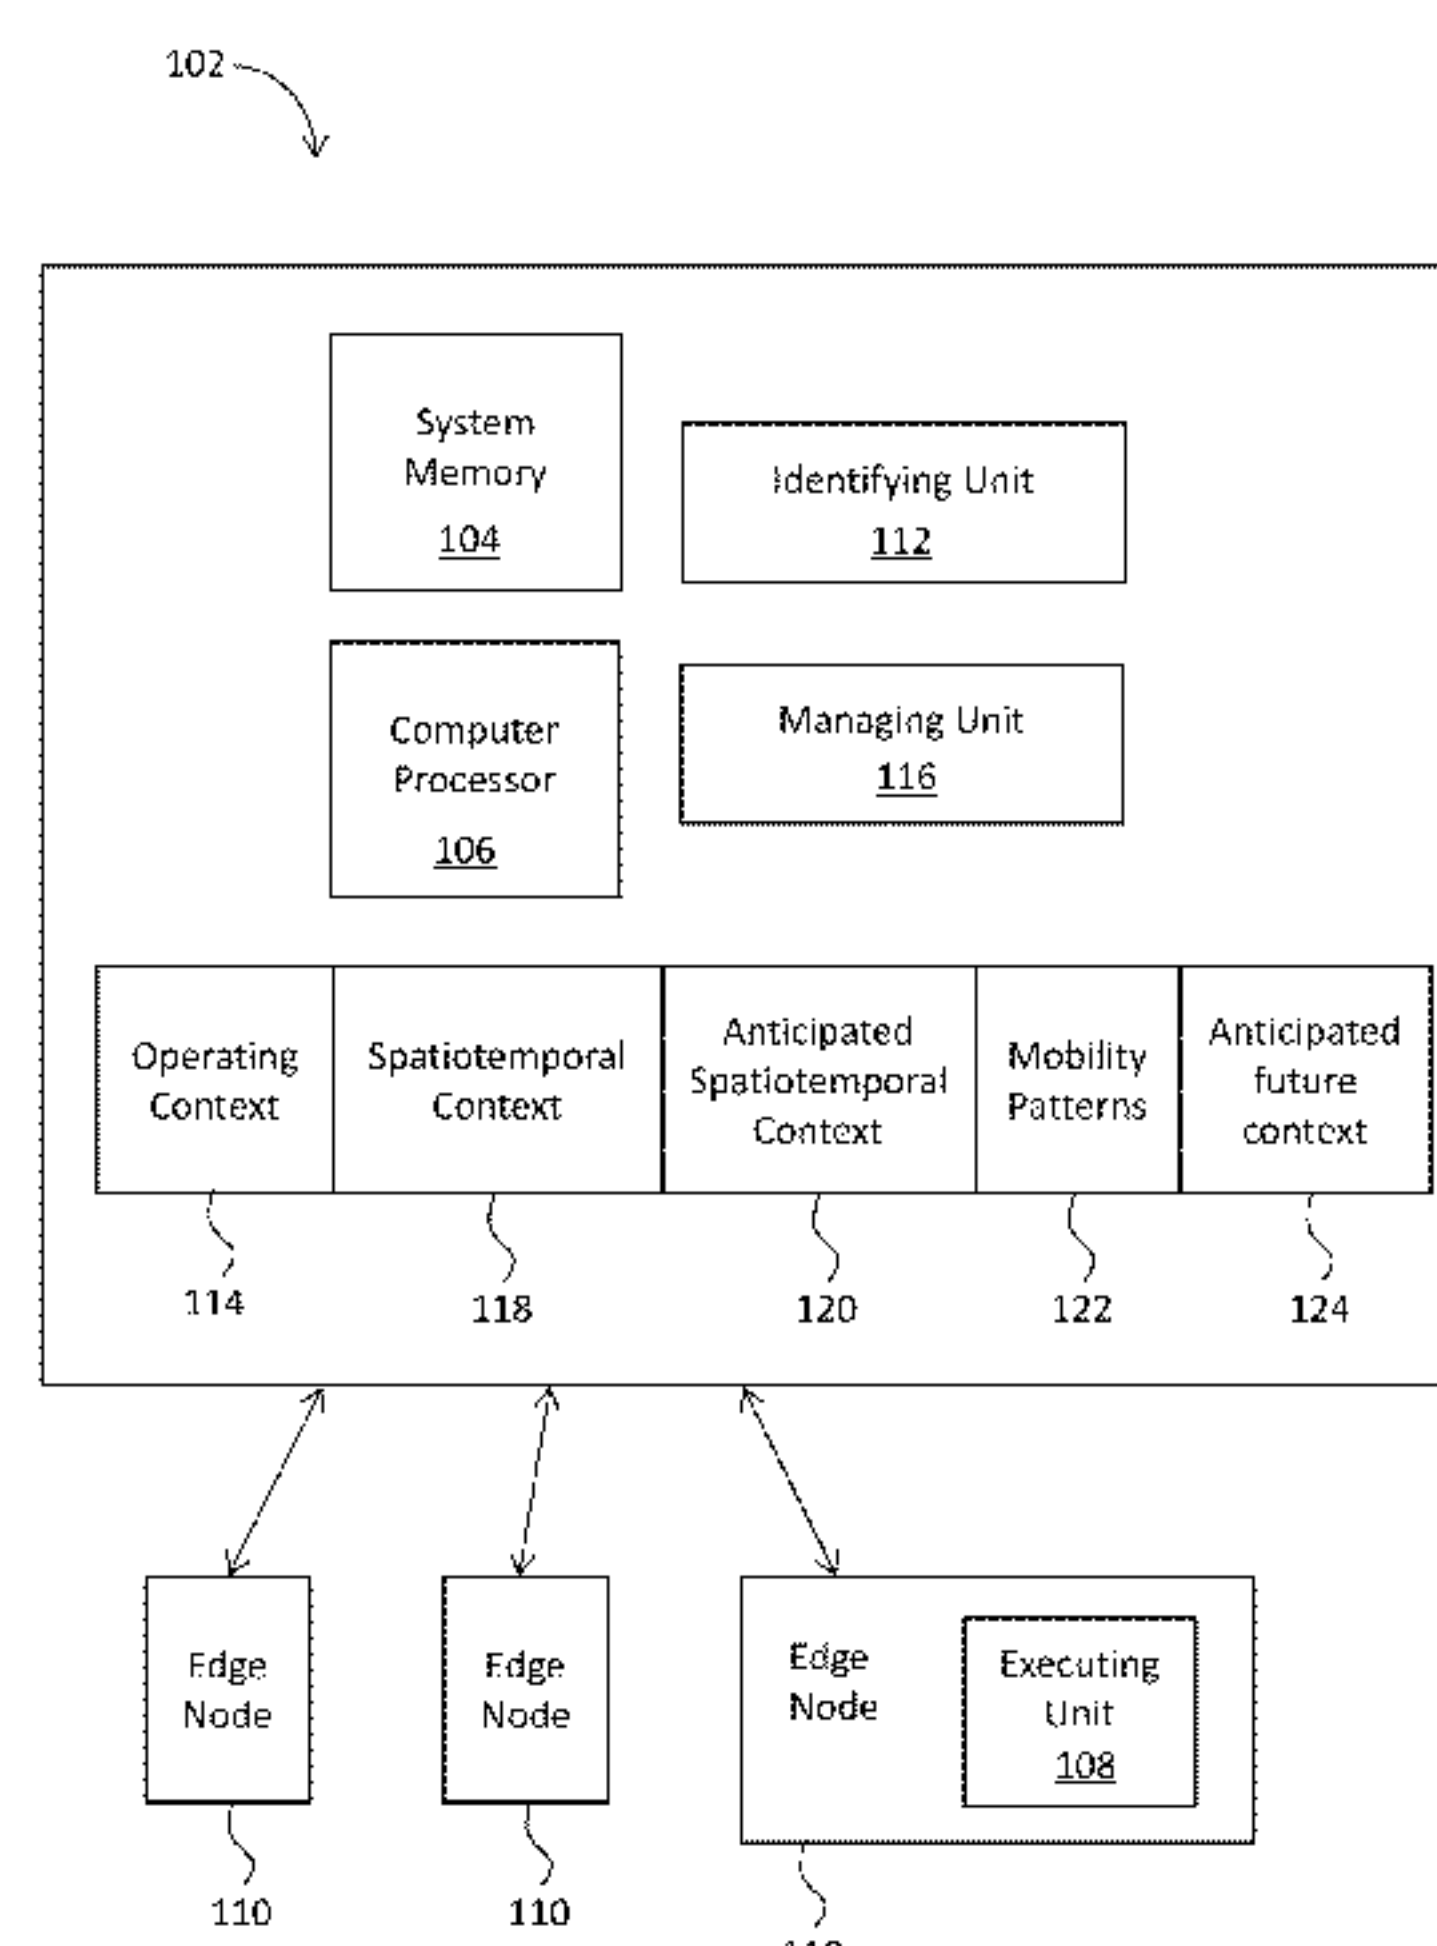 102
System
Memory
104
Identifying Unit
112
Computer
Processor
106
Managing Unit
116
Operating
Context
Spatiotemporal
Context
Anticipated
Spatiotemporal
Context
Mobility
Patterns
Anticipated
future
context
114
118
120
122
124
Edge
Node
Edge
Node
Edge
Node
Executing
Unit
108
110
110